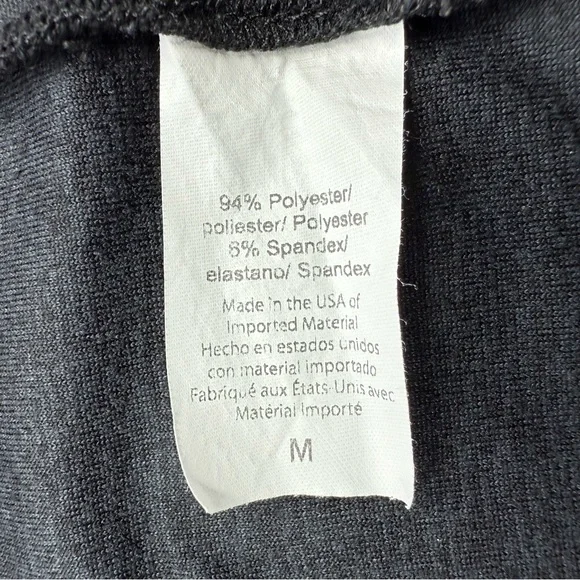 94% Polyester/
poliester/ Polyester
6% Spandex/
elastano/ Spandex
Made in the USA of
Imported Material
Hecho en estados unidos
con material importado
Fabriqué aux États-Unis avec
Matérial Importé
M